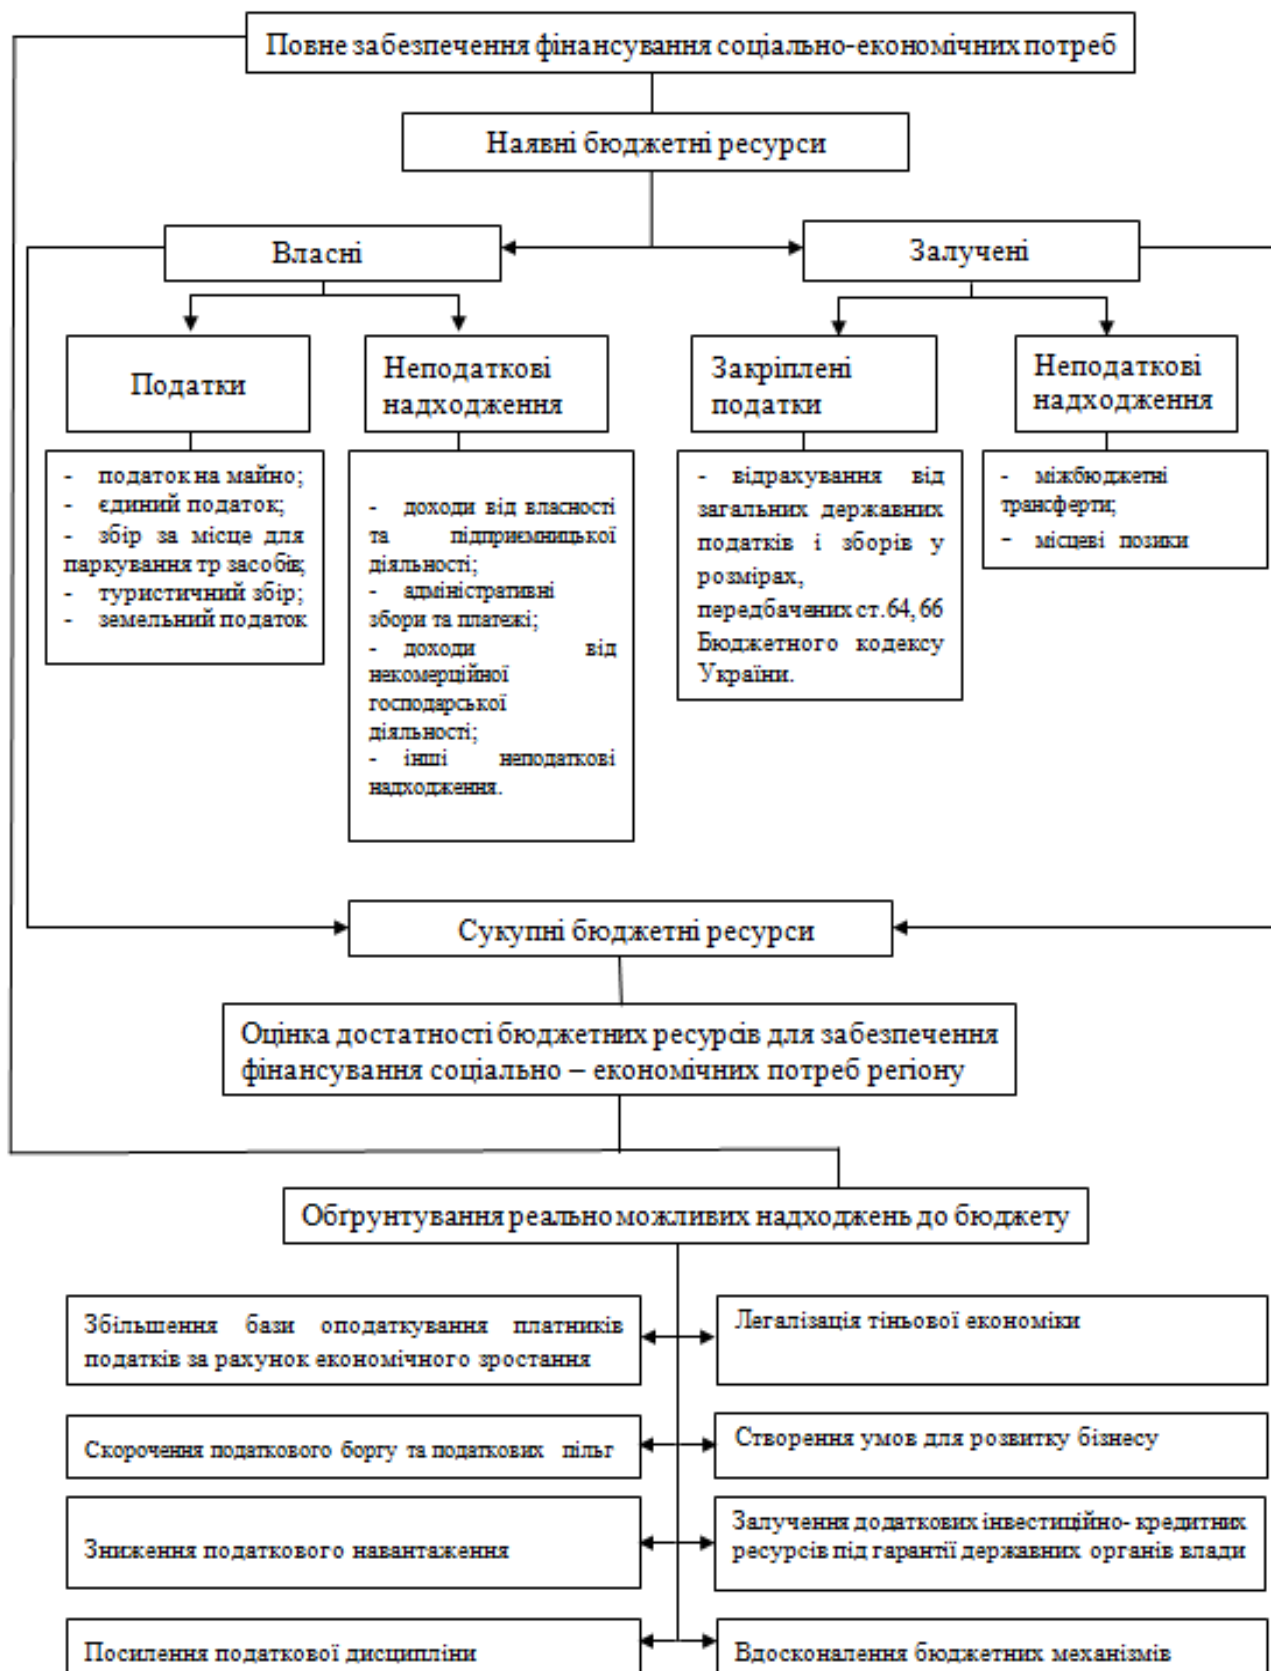 Повне забезпечення фінансування соціально-економічних потреб
Наявні бюджетні ресурси
Власні
Залучені
Податки
Неподаткові
надходження
Закріплені
податки
Неподаткові
надходження
- податок на майно;
- єдиний податок;
- збір за місце для
паркування тр засобів;
- туристичний збір;
- земельний податок
- доходи від власності
та підприємницької
діяльності;
- адміністративні
збори та платежі;
- доходи від
некомерційної
господарської
діяльності;
- інші неподаткові
надходження.
- відрахування від
загальних державних
податків і зборів у
розмірах,
передбачених ст.64, 66
Бюджетного кодексу
України.
- міжбюджетні
трансферти;
- місцеві позики
Сукупні бюджетні ресурси
Оцінка достатності бюджетних ресурсів для забезпечення
фінансування соціально – економічних потреб регіону
Обґрунтування реально можливих надходжень до бюджету
Збільшення бази оподаткування платників
податків за рахунок економічного зростання
Легалізація тіньової економіки
Скорочення податкового боргу та податкових пільг
Створення умов для розвитку бізнесу
Зниження податкового навантаження
Залучення додаткових інвестиційно- кредитних
ресурсів під гарантії державних органів влади
Посилення податкової дисципліни
Вдосконалення бюджетних механізмів